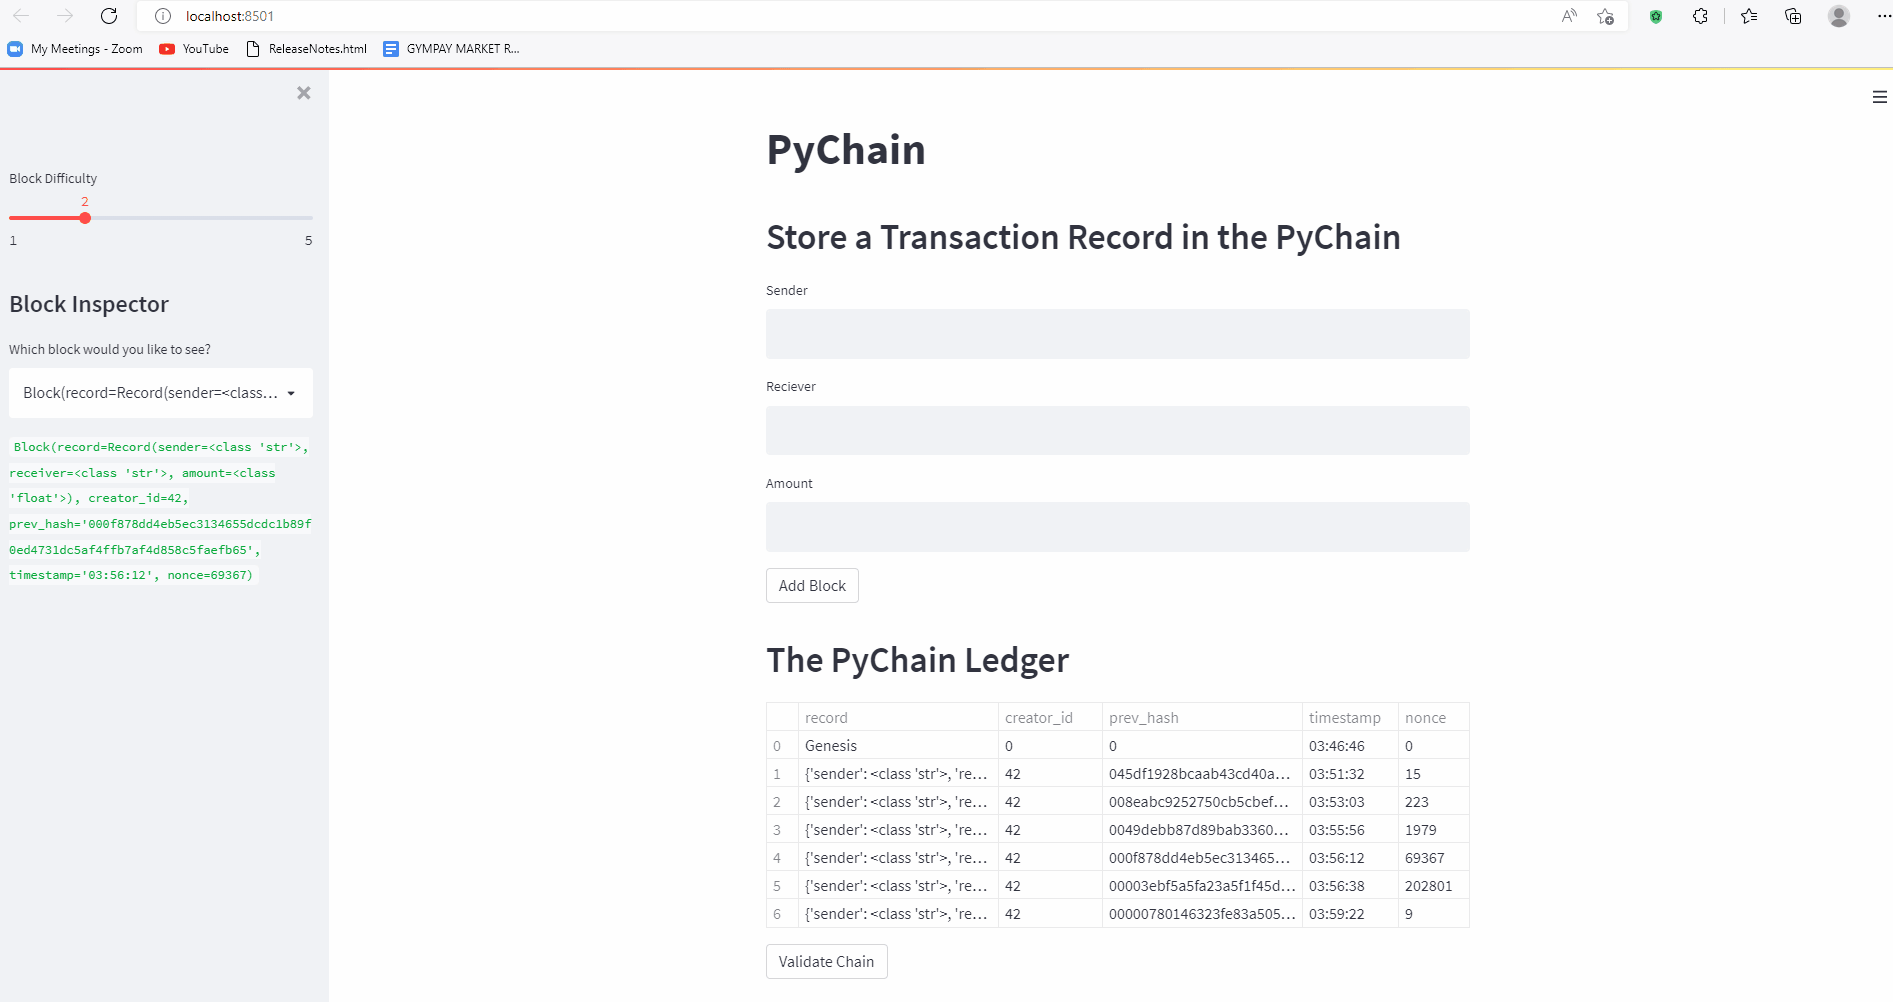 localhost:8501
My Meetings - Zoom YouTube ReleaseNotes.html GYMPAY MARKET R...
Block Difficulty
2
1 5
Block Inspector
Which block would you like to see?
Block(record=Record(sender=<class...
Block(record=Record(sender=<class 'str'>,
receiver=<class 'str'>, amount=<class
'float'>), creator_id=42,
prev_hash='000f878dd4eb5ec3134655dcdc1b89f
0ed4731dc5af4ffb7af4d858c5faefb65',
timestamp='03:56:12', nonce=69367)
PyChain
Store a Transaction Record in the PyChain
Sender
Reciever
Amount
Add Block
The PyChain Ledger
record creator_id prev_hash timestamp nonce
0 Genesis 0 0 03:46:46 0
1 {'sender': <class 'str'>, 're... 42 045df1928bcaab43cd40a... 03:51:32 15
2 {'sender': <class 'str'>, 're... 42 008eabc9252750cb5cbef... 03:53:03 223
3 {'sender': <class 'str'>, 're... 42 0049debb87d89bab3360... 03:55:56 1979
4 {'sender': <class 'str'>, 're... 42 000f878dd4eb5ec313465... 03:56:12 69367
5 {'sender': <class 'str'>, 're... 42 00003ebf5a5fa23a5f1f45d... 03:56:38 202801
6 {'sender': <class 'str'>, 're... 42 00000780146323fe83a505... 03:59:22 9
Validate Chain